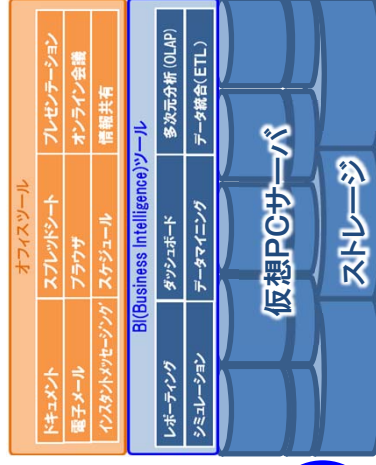 オフィスツール
ドキュメント スプレッドシート プレゼンテーション
電子メール ブラウザ オンライン会議
インスタントメッセージング スケジュール 情報共有
BI(Business Intelligence)ツール
レポーティング ダッシュボード 多次元分析(OLAP)
シミュレーション データマイニング データ統合(ETL)
仮想PCサーバ
ストレージ